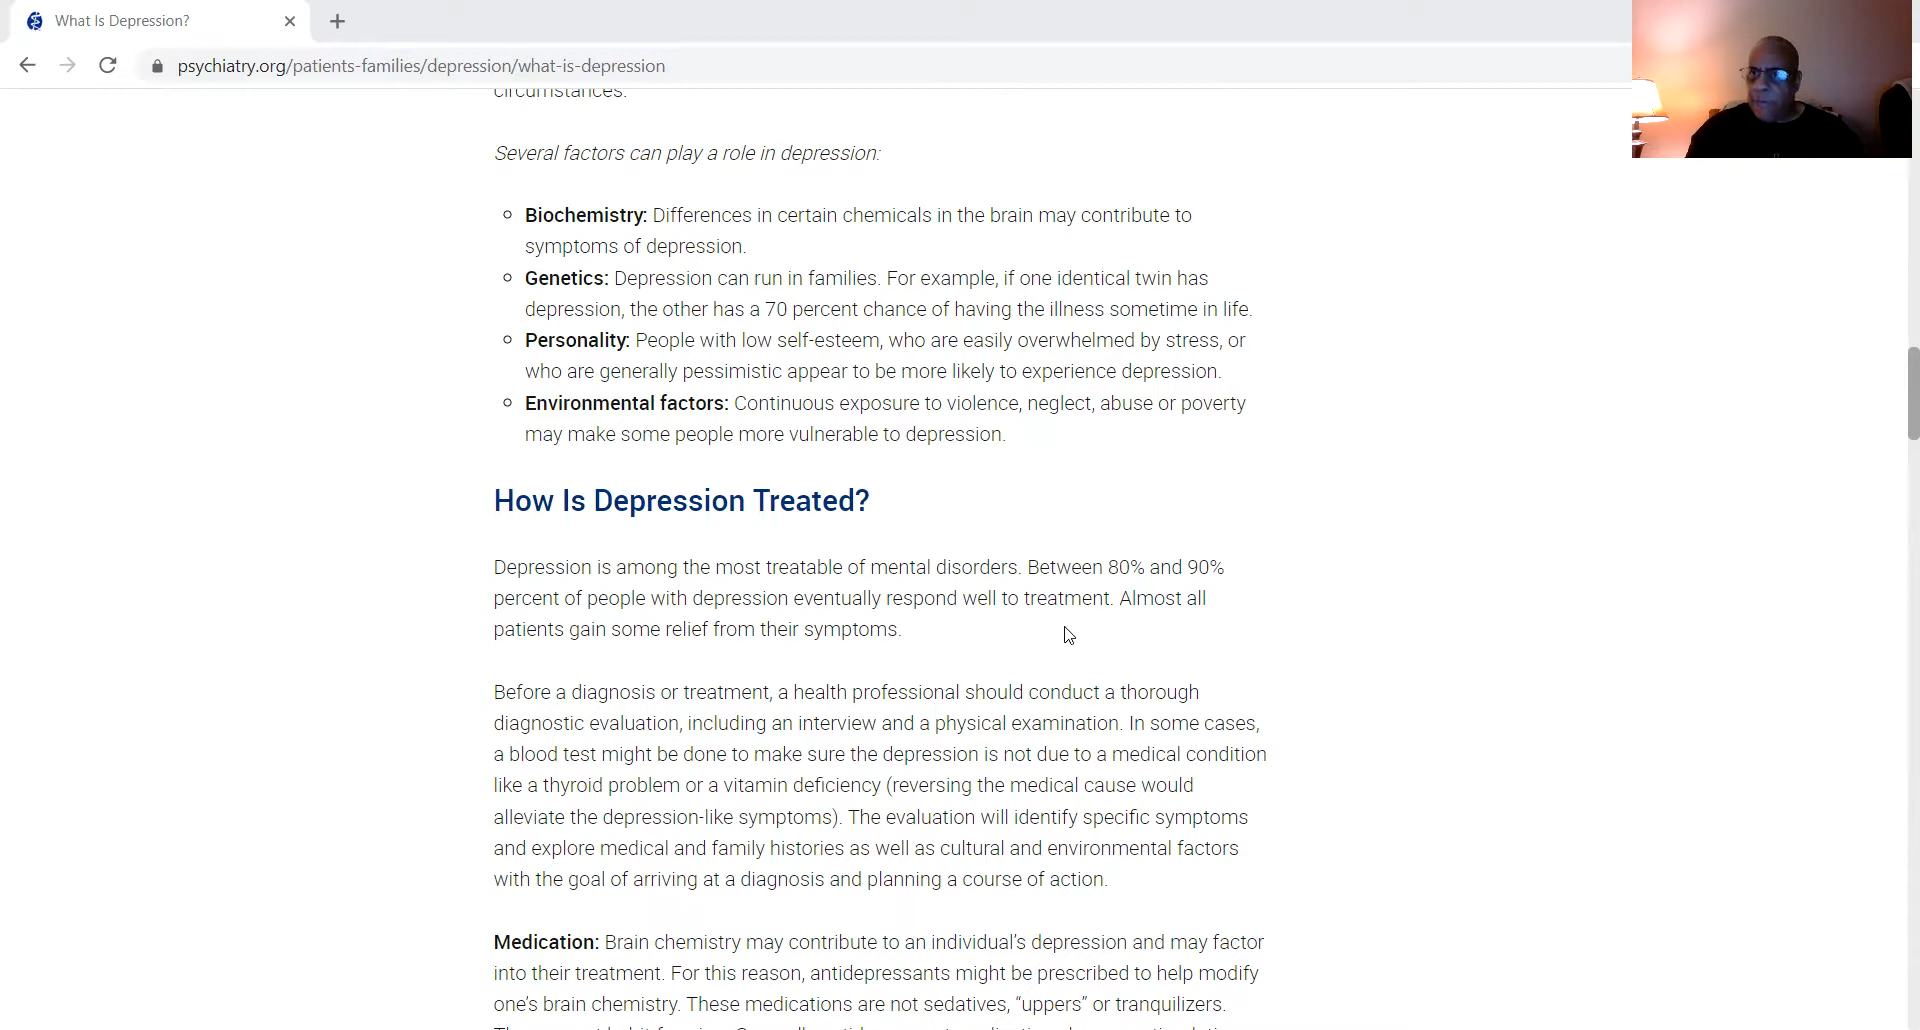 What Is Depression?
psychiatry.org/patients-families/depression/what-is-depression
circumstances.
Several factors can play a role in depression:
Biochemistry: Differences in certain chemicals in the brain may contribute to
symptoms of depression.
Genetics: Depression can run in families. For example, if one identical twin has
depression, the other has a 70 percent chance of having the illness sometime in life.
Personality: People with low self-esteem, who are easily overwhelmed by stress, or
who are generally pessimistic appear to be more likely to experience depression.
Environmental factors: Continuous exposure to violence, neglect, abuse or poverty
may make some people more vulnerable to depression.
How Is Depression Treated?
Depression is among the most treatable of mental disorders. Between 80% and 90%
percent of people with depression eventually respond well to treatment. Almost all
patients gain some relief from their symptoms.
Before a diagnosis or treatment, a health professional should conduct a thorough
diagnostic evaluation, including an interview and a physical examination. In some cases,
a blood test might be done to make sure the depression is not due to a medical condition
like a thyroid problem or a vitamin deficiency (reversing the medical cause would
alleviate the depression-like symptoms). The evaluation will identify specific symptoms
and explore medical and family histories as well as cultural and environmental factors
with the goal of arriving at a diagnosis and planning a course of action.
Medication: Brain chemistry may contribute to an individual’s depression and may factor
into their treatment. For this reason, antidepressants might be prescribed to help modify
one’s brain chemistry. These medications are not sedatives, “uppers” or tranquilizers.